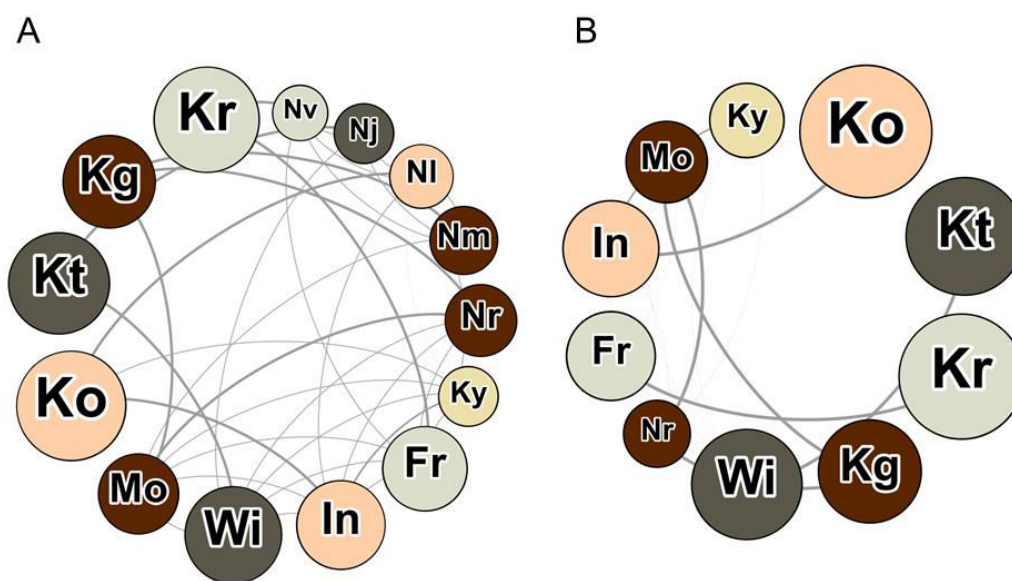 A
B
Kr
Nv
Nj
Nl
Nm
Nr
Ky
Fr
In
Wi
Mo
Ko
Kt
Kg
Ky
Ko
Kt
Kr
Kg
Wi
Nr
Fr
In
Mo